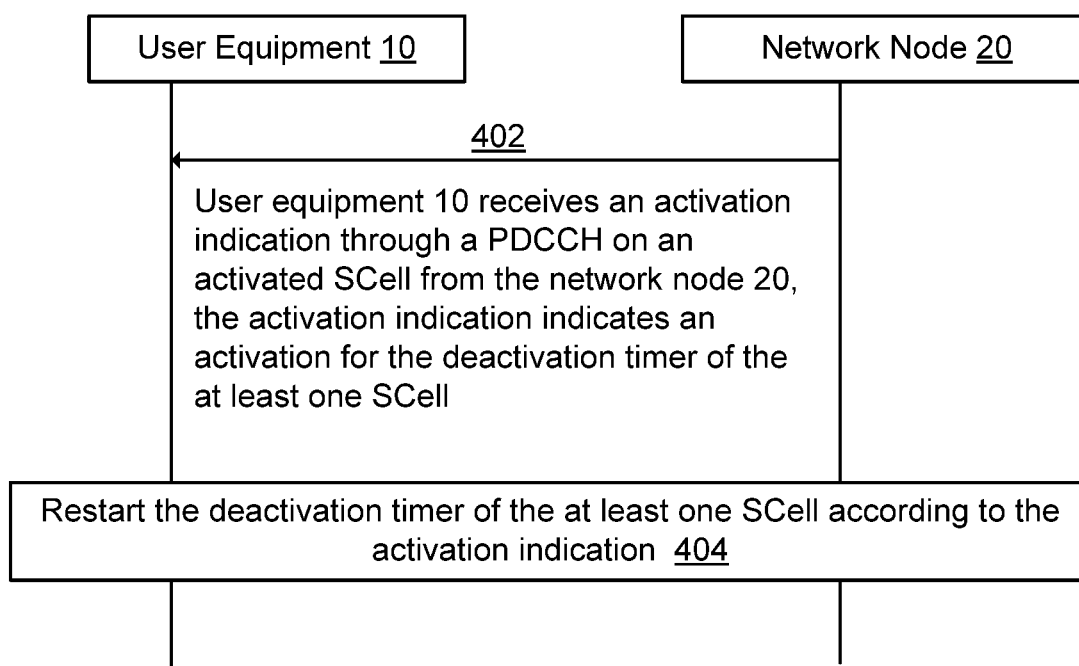 User Equipment 10
Network Node 20
402
User equipment 10 receives an activation
indication through a PDCCH on an
activated SCell from the network node 20,
the activation indication indicates an
activation for the deactivation timer of the
at least one SCell
Restart the deactivation timer of the at least one SCell according to the
activation indication 404